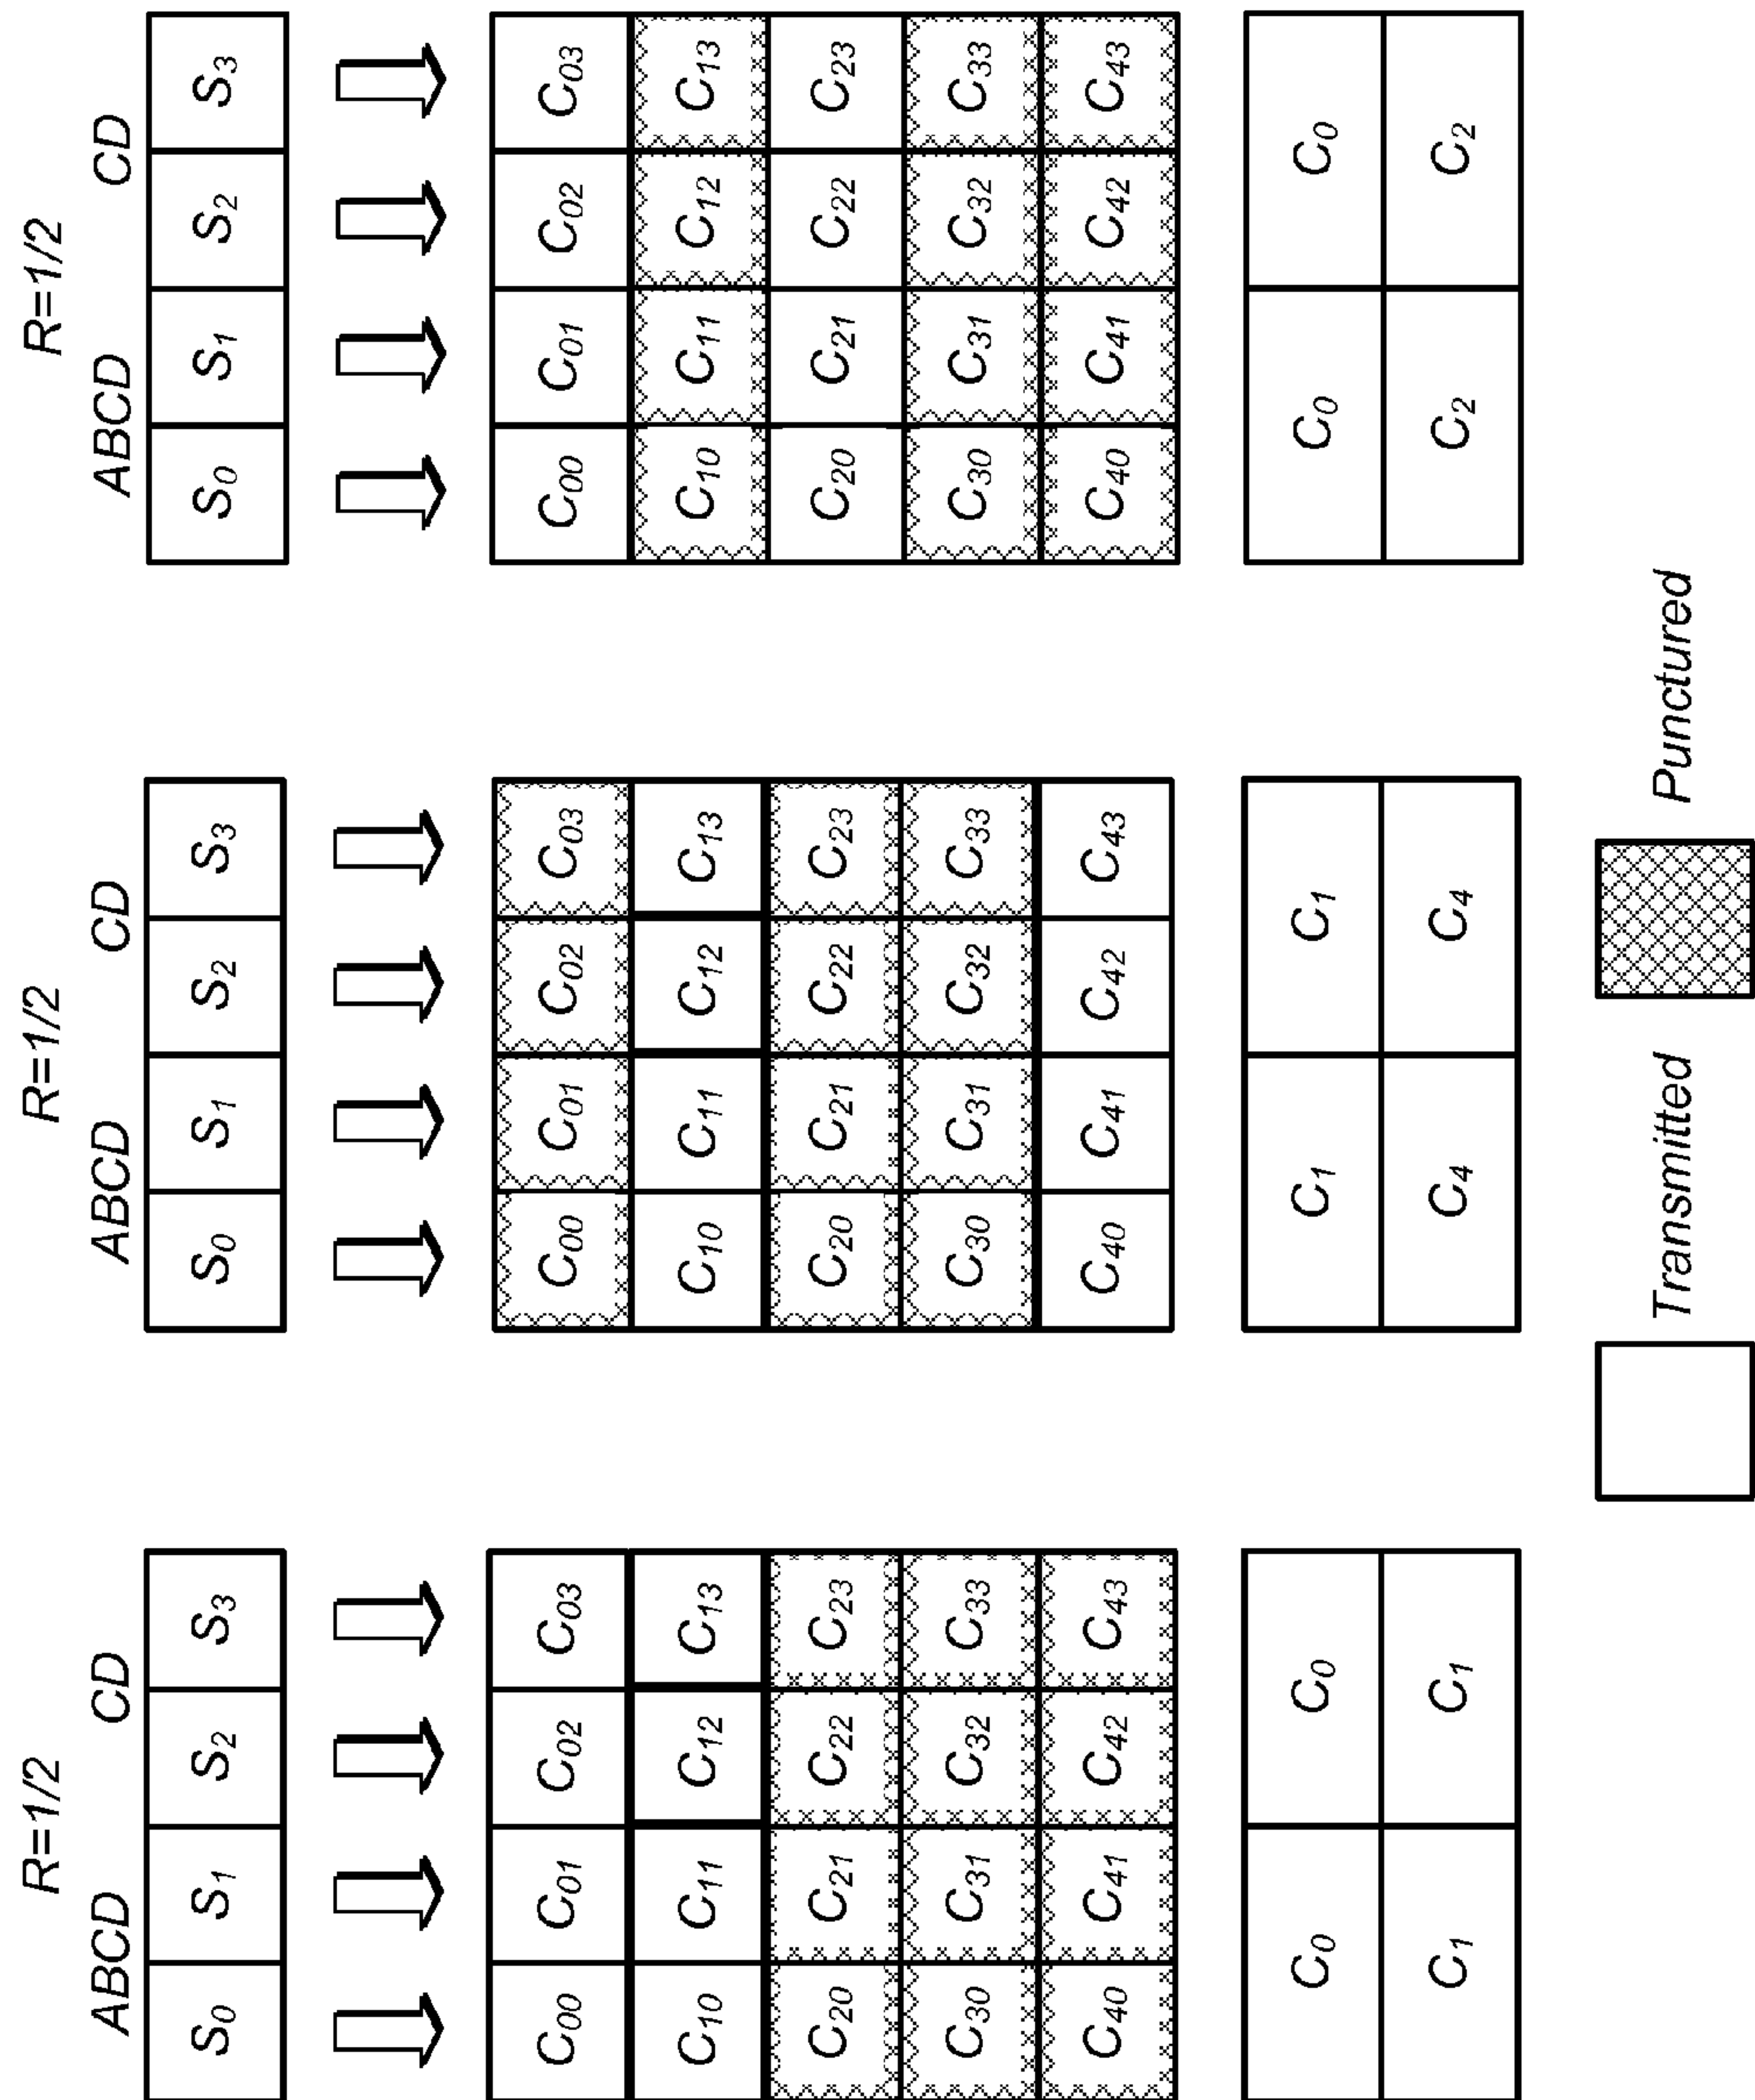 R=1/2
ABCD CD
S0 S1 S2 S3
C00 C01 C02 C03
C10 C11 C12 C13
C20 C21 C22 C23
C30 C31 C32 C33
C40 C41 C42 C43
C0 C0
C1 C1
R=1/2
ABCD CD
S0 S1 S2 S3
C00 C01 C02 C03
C10 C11 C12 C13
C20 C21 C22 C23
C30 C31 C32 C33
C40 C41 C42 C43
C1 C1
C4 C4
R=1/2
ABCD CD
S0 S1 S2 S3
C00 C01 C02 C03
C10 C11 C12 C13
C20 C21 C22 C23
C30 C31 C32 C33
C40 C41 C42 C43
C0 C0
C2 C2
Transmitted Punctured